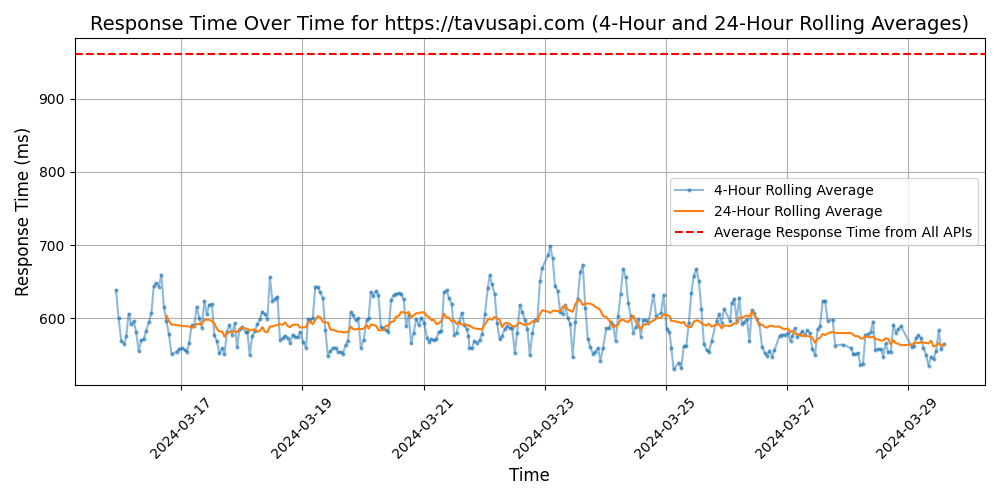 Response Time Over Time for https://tavusapi.com (4-Hour and 24-Hour Rolling Averages)
Response Time (ms)
900
800
700
600
4-Hour Rolling Average
24-Hour Rolling Average
Average Response Time from All APIs
2024-03-17
2024-03-19
2024-03-21
2024-03-23
2024-03-25
2024-03-27
2024-03-29
Time